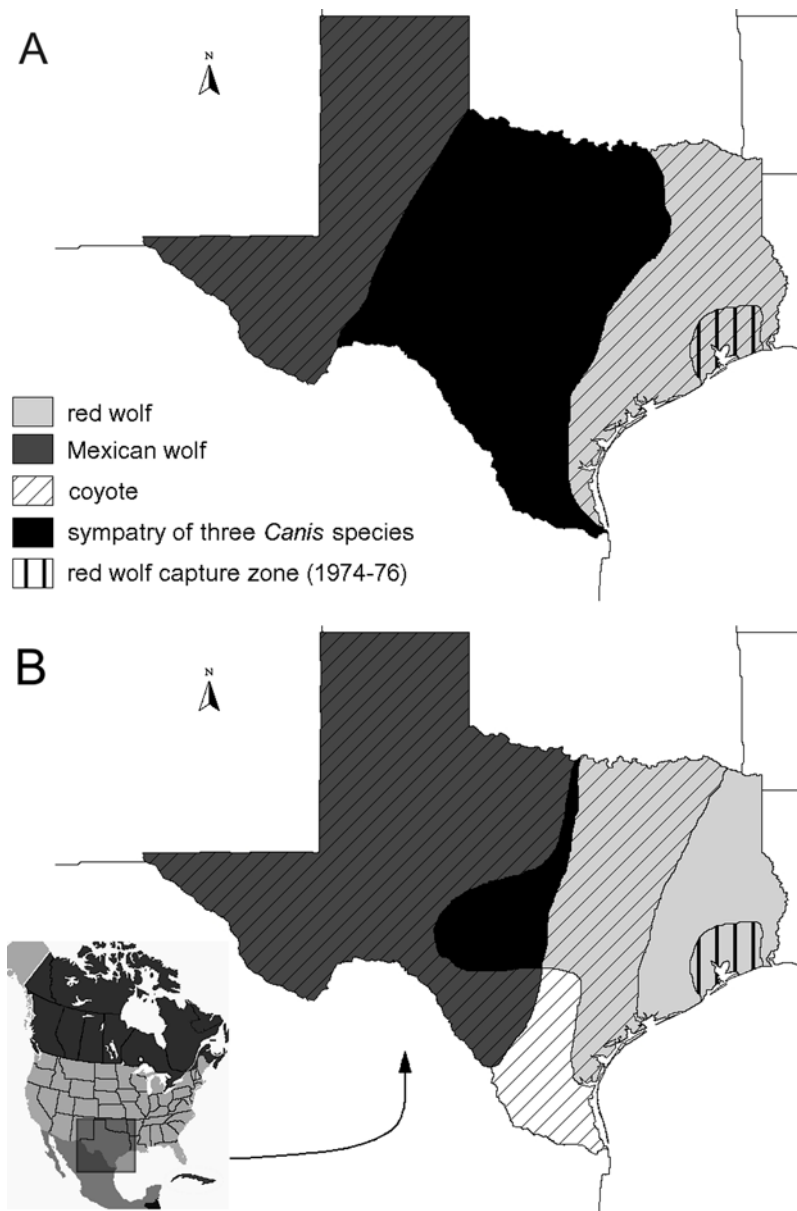 A
N
red wolf
Mexican wolf
coyote
sympatry of three Canis species
red wolf capture zone (1974-76)
B
N